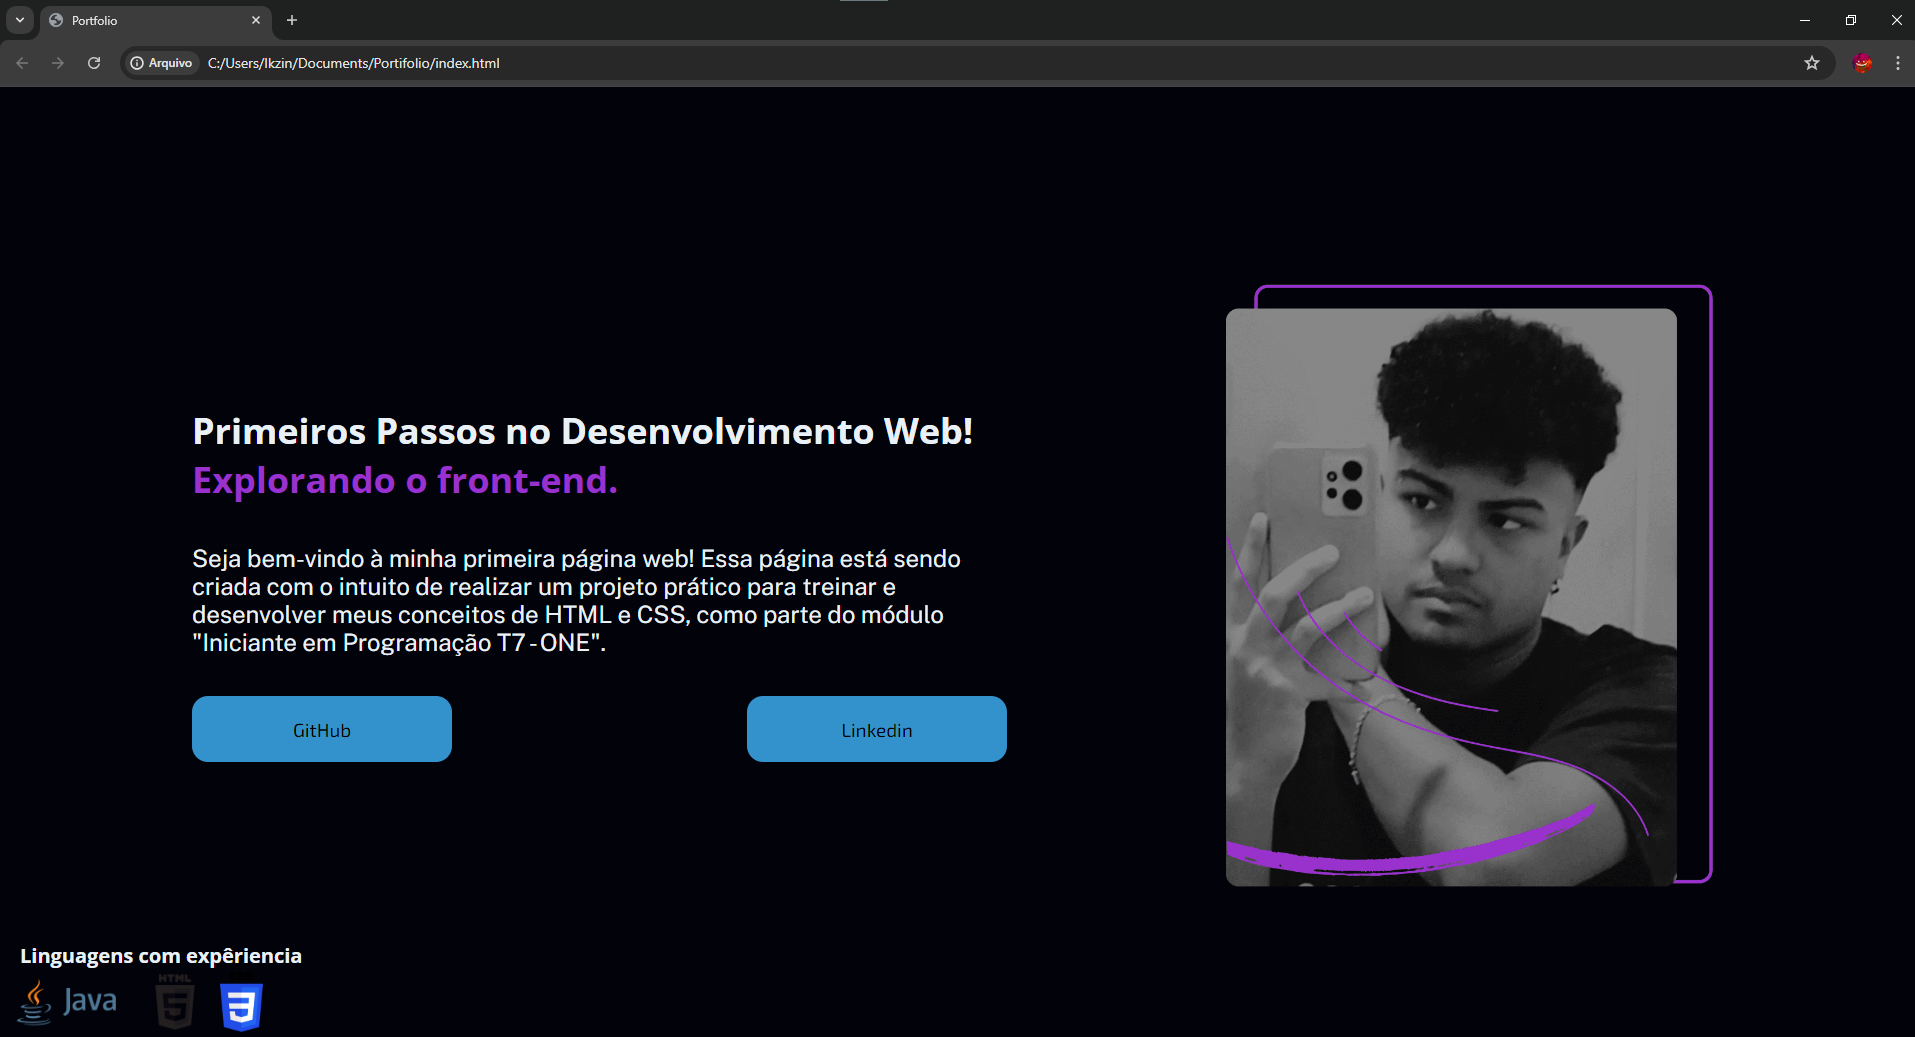 Portfolio
Arquivo C:/Users/lkzin/Documents/Portifolio/index.html
Primeiros Passos no Desenvolvimento Web!
Explorando o front-end.
Seja bem-vindo à minha primeira página web! Essa página está sendo
criada com o intuito de realizar um projeto prático para treinar e
desenvolver meus conceitos de HTML e CSS, como parte do módulo
"Iniciante em Programação T7 - ONE".
GitHub
Linkedin
Linguagens com expêriencia
Java
HTML
5
3